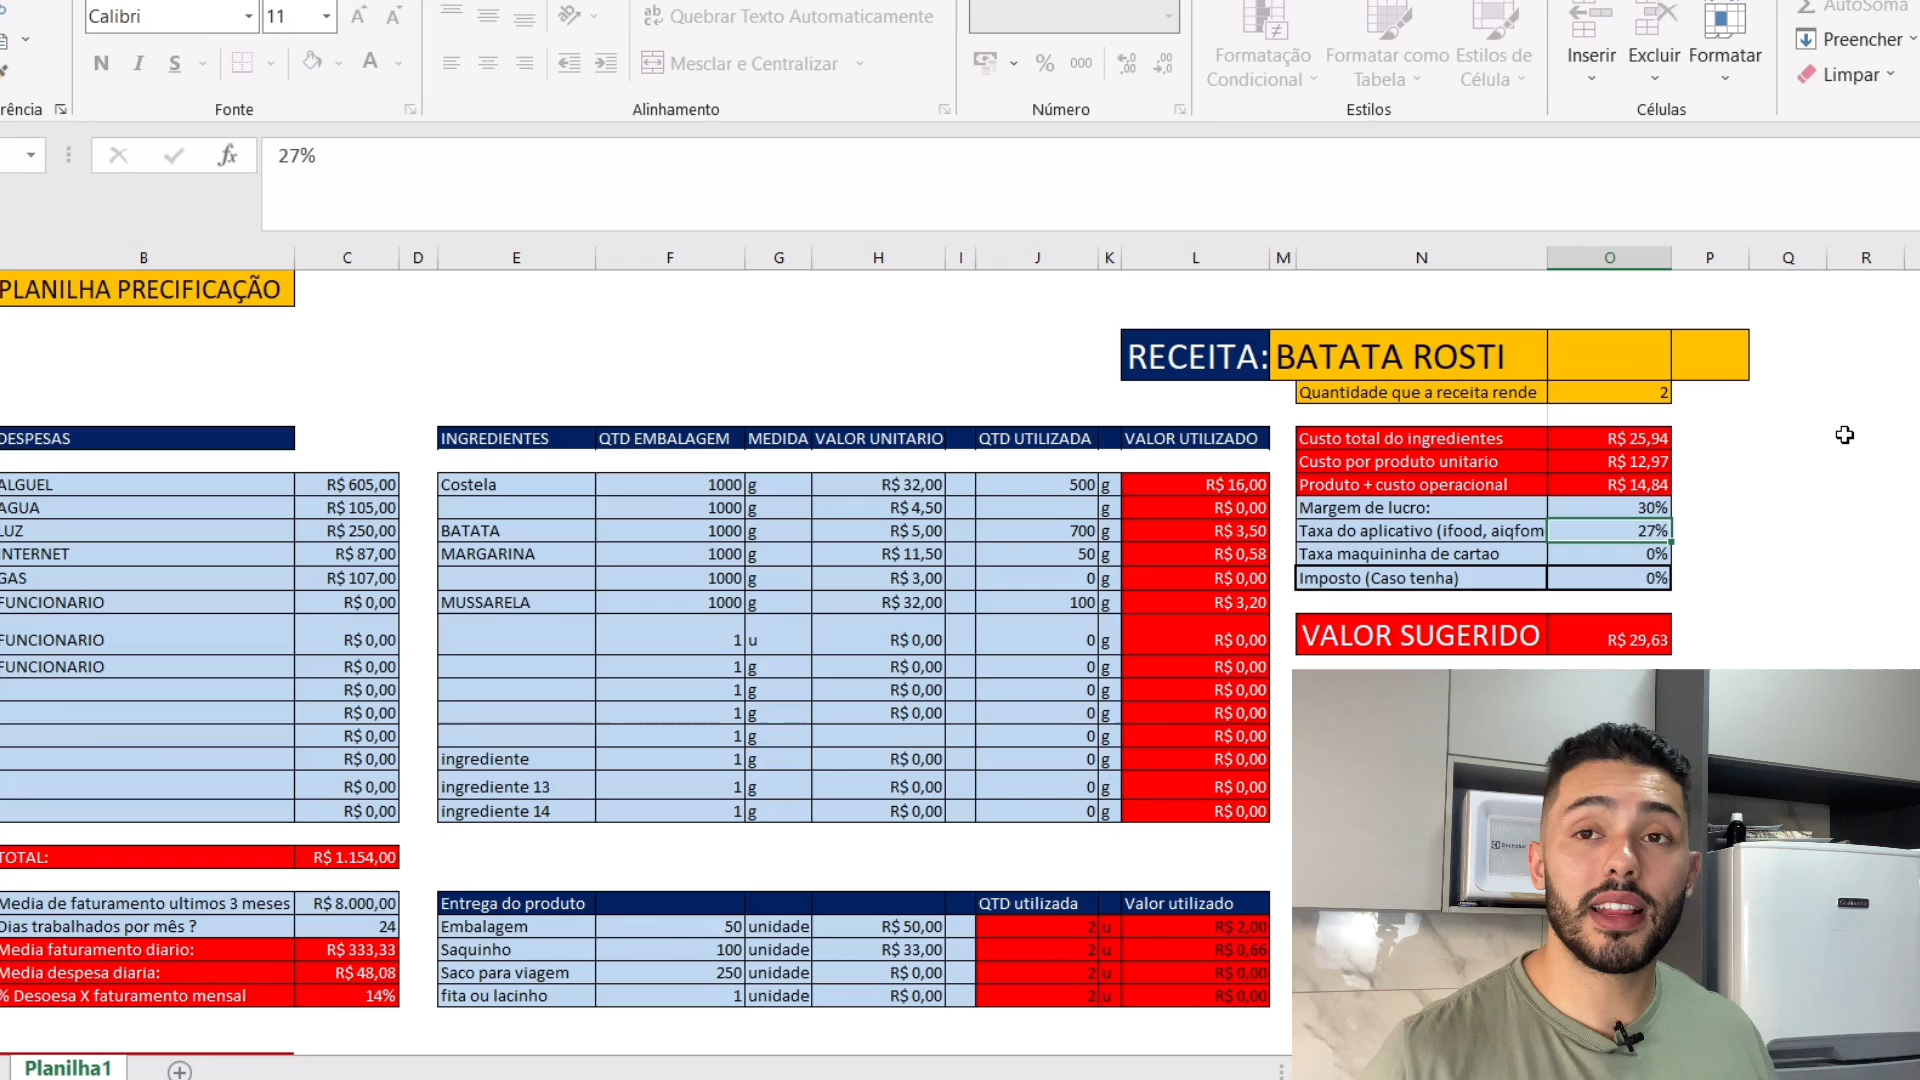 Calibri 11
Quebrar Texto Automaticamente
AutoSoma
N I S A
Mesclar e Centralizar
% 000
Formatação Condicional
Formatar como Tabela
Estilos de Célula
Inserir Excluir Formatar
Preencher
Limpar
rência Fonte Alinhamento Número Estilos Células
fx 27%
B C D E F G H I J K L M N O P Q R
PLANILHA PRECIFICAÇÃO
RECEITA: BATATA ROSTI
Quantidade que a receita rende 2
DESPESAS
INGREDIENTES QTD EMBALAGEM MEDIDA VALOR UNITARIO QTD UTILIZADA VALOR UTILIZADO
Custo total do ingredientes R$ 25,94
Custo por produto unitario R$ 12,97
ALGUEL R$ 605,00 Costela 1000 g R$ 32,00 500 g R$ 16,00 Produto + custo operacional R$ 14,84
AGUA R$ 105,00 1000 g R$ 4,50 g R$ 0,00 Margem de lucro: 30%
LUZ R$ 250,00 BATATA 1000 g R$ 5,00 700 g R$ 3,50 Taxa do aplicativo (ifood, aiqfom 27%
INTERNET R$ 87,00 MARGARINA 1000 g R$ 11,50 50 g R$ 0,58 Taxa maquininha de cartao 0%
GAS R$ 107,00 1000 g R$ 3,00 0 g R$ 0,00 Imposto (Caso tenha) 0%
FUNCIONARIO R$ 0,00 MUSSARELA 1000 g R$ 32,00 100 g R$ 3,20
FUNCIONARIO R$ 0,00 1 u R$ 0,00 0 g R$ 0,00 VALOR SUGERIDO R$ 29,63
FUNCIONARIO R$ 0,00 1 g R$ 0,00 0 g R$ 0,00
R$ 0,00 1 g R$ 0,00 0 g R$ 0,00
R$ 0,00 1 g R$ 0,00 0 g R$ 0,00
R$ 0,00 1 g 0 g R$ 0,00
R$ 0,00 ingrediente 1 g R$ 0,00 0 g R$ 0,00
R$ 0,00 ingrediente 13 1 g R$ 0,00 0 g R$ 0,00
R$ 0,00 ingrediente 14 1 g R$ 0,00 0 g R$ 0,00
TOTAL: R$ 1.154,00
Media de faturamento ultimos 3 meses R$ 8.000,00 Entrega do produto QTD utilizada Valor utilizado
Dias trabalhados por mês ? 24 Embalagem 50 unidade R$ 50,00 2 u R$ 2,00
Media faturamento diario: R$ 333,33 Saquinho 100 unidade R$ 33,00 2 u R$ 0,66
Media despesa diaria: R$ 48,08 Saco para viagem 250 unidade R$ 0,00 2 u R$ 0,00
% Desoesa X faturamento mensal 14% fita ou lacinho 1 unidade R$ 0,00 2 u R$ 0,00
Planilha1